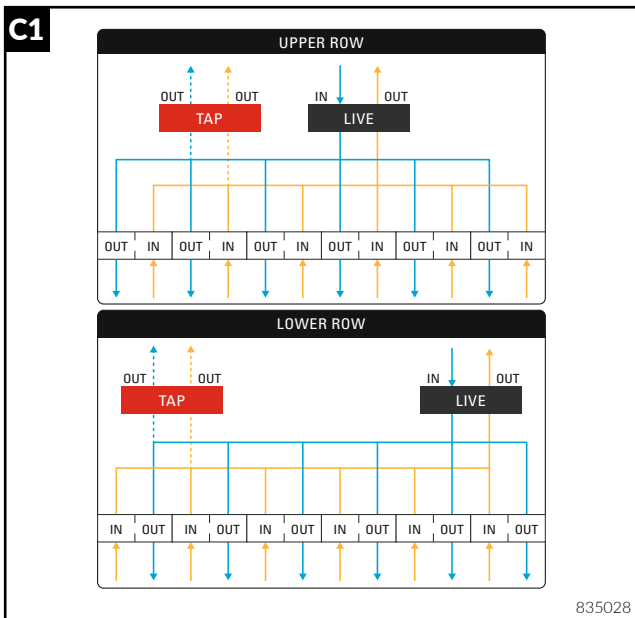 C1
UPPER ROW
OUT OUT IN OUT
TAP LIVE
OUT IN OUT IN OUT IN OUT IN OUT IN OUT IN
LOWER ROW
OUT OUT IN OUT
TAP LIVE
IN OUT IN OUT IN OUT IN OUT IN OUT IN OUT
835028